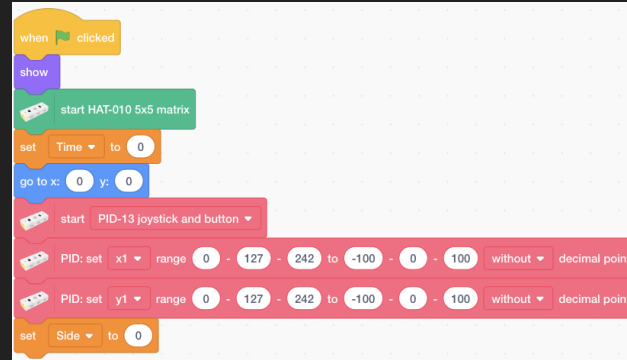 when clicked
show
start HAT-010 5x5 matrix
set Time to 0
go to x: 0 y: 0
start PID-13 joystick and button
PID: set x1 range 0 - 127 - 242 to -100 - 0 - 100 without decimal poin
PID: set y1 range 0 - 127 - 242 to -100 - 0 - 100 without decimal poin
set Side to 0